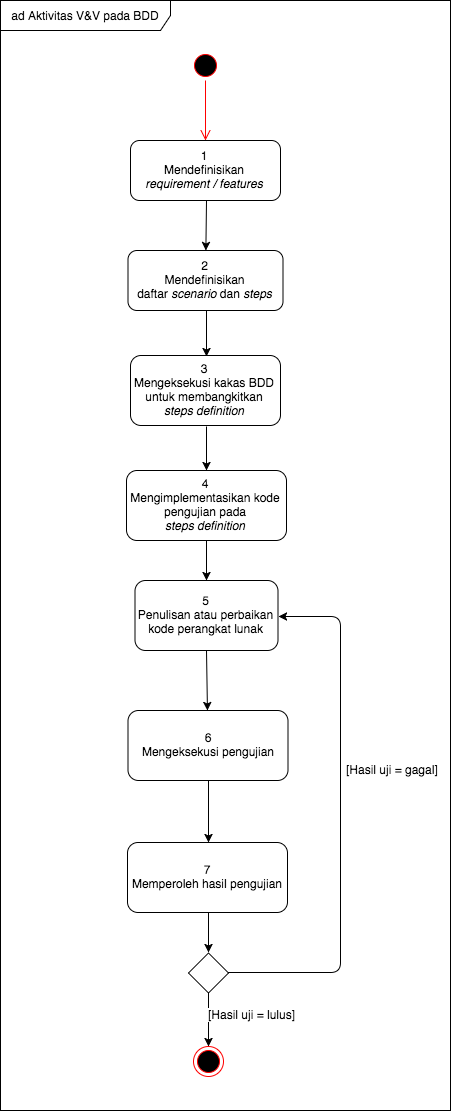 ad Aktivitas V&V pada BDD
1
Mendefinisikan
requirement / features
2
Mendefinisikan
daftar scenario dan steps
3
Mengeksekusi kakas BDD
untuk membangkitkan
steps definition
4
Mengimplementasikan kode
pengujian pada
steps definition
5
Penulisan atau perbaikan
kode perangkat lunak
6
Mengeksekusi pengujian
[Hasil uji = gagal]
7
Memperoleh hasil pengujian
[Hasil uji = lulus]